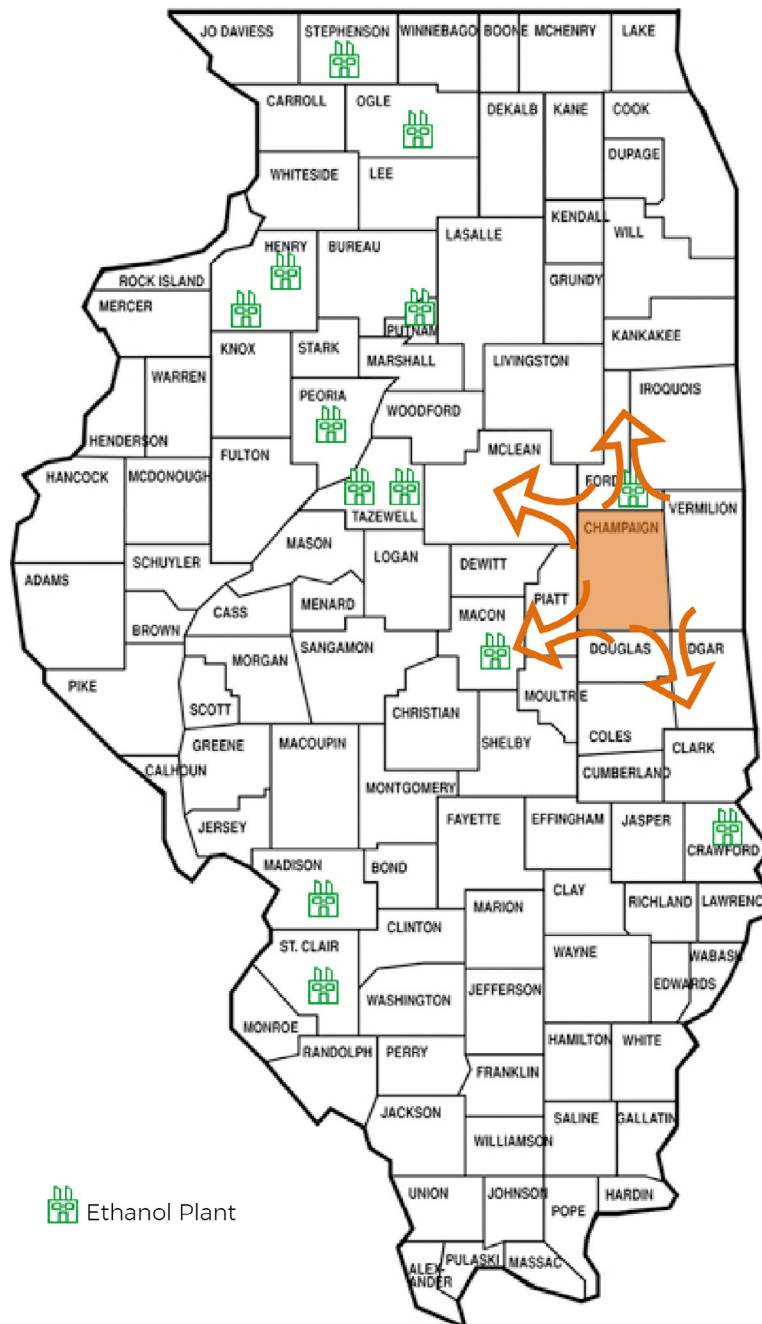 JO DAVIESS
STEPHENSON
WINNEBAGO
BOONE
MCHENRY
LAKE
CARROLL
OGLE
DEKALB
KANE
COOK
DUPAGE
WHITESIDE
LEE
KENDALL
WILL
LASALLE
HENRY
BUREAU
ROCK ISLAND
GRUNDY
MERCER
PUTNAM
KANKAKEE
KNOX
STARK
MARSHALL
LIVINGSTON
WARREN
PEORIA
IROQUOIS
WOODFORD
HENDERSON
MCLEAN
FULTON
HANCOCK
MCDONOUGH
FORD
VERMILION
TAZEWELL
CHAMPAIGN
MASON
LOGAN
DEWITT
SCHUYLER
ADAMS
CASS
MENARD
PIATT
MACON
BROWN
SANGAMON
MORGAN
DOUGLAS
DGAR
PIKE
MOULTRIE
SCOTT
CHRISTIAN
COLES
GREENE
MACOUPIN
SHELBY
CLARK
CALHOUN
CUMBERLAND
MONTGOMERY
FAYETTE
EFFINGHAM
JASPER
JERSEY
CRAWFORD
MADISON
BOND
CLAY
RICHLAND
LAWRENC
MARION
CLINTON
ST. CLAIR
WAYNE
WABASH
EDWARDS
JEFFERSON
WASHINGTON
MONROE
HAMILTON
WHITE
RANDOLPH
PERRY
FRANKLIN
JACKSON
SALINE
GALLATIN
WILLIAMSON
UNION
JOHNSON
HARDIN
POPE
Ethanol Plant
PULASKI
MASSAC
ALEX-
ANDER